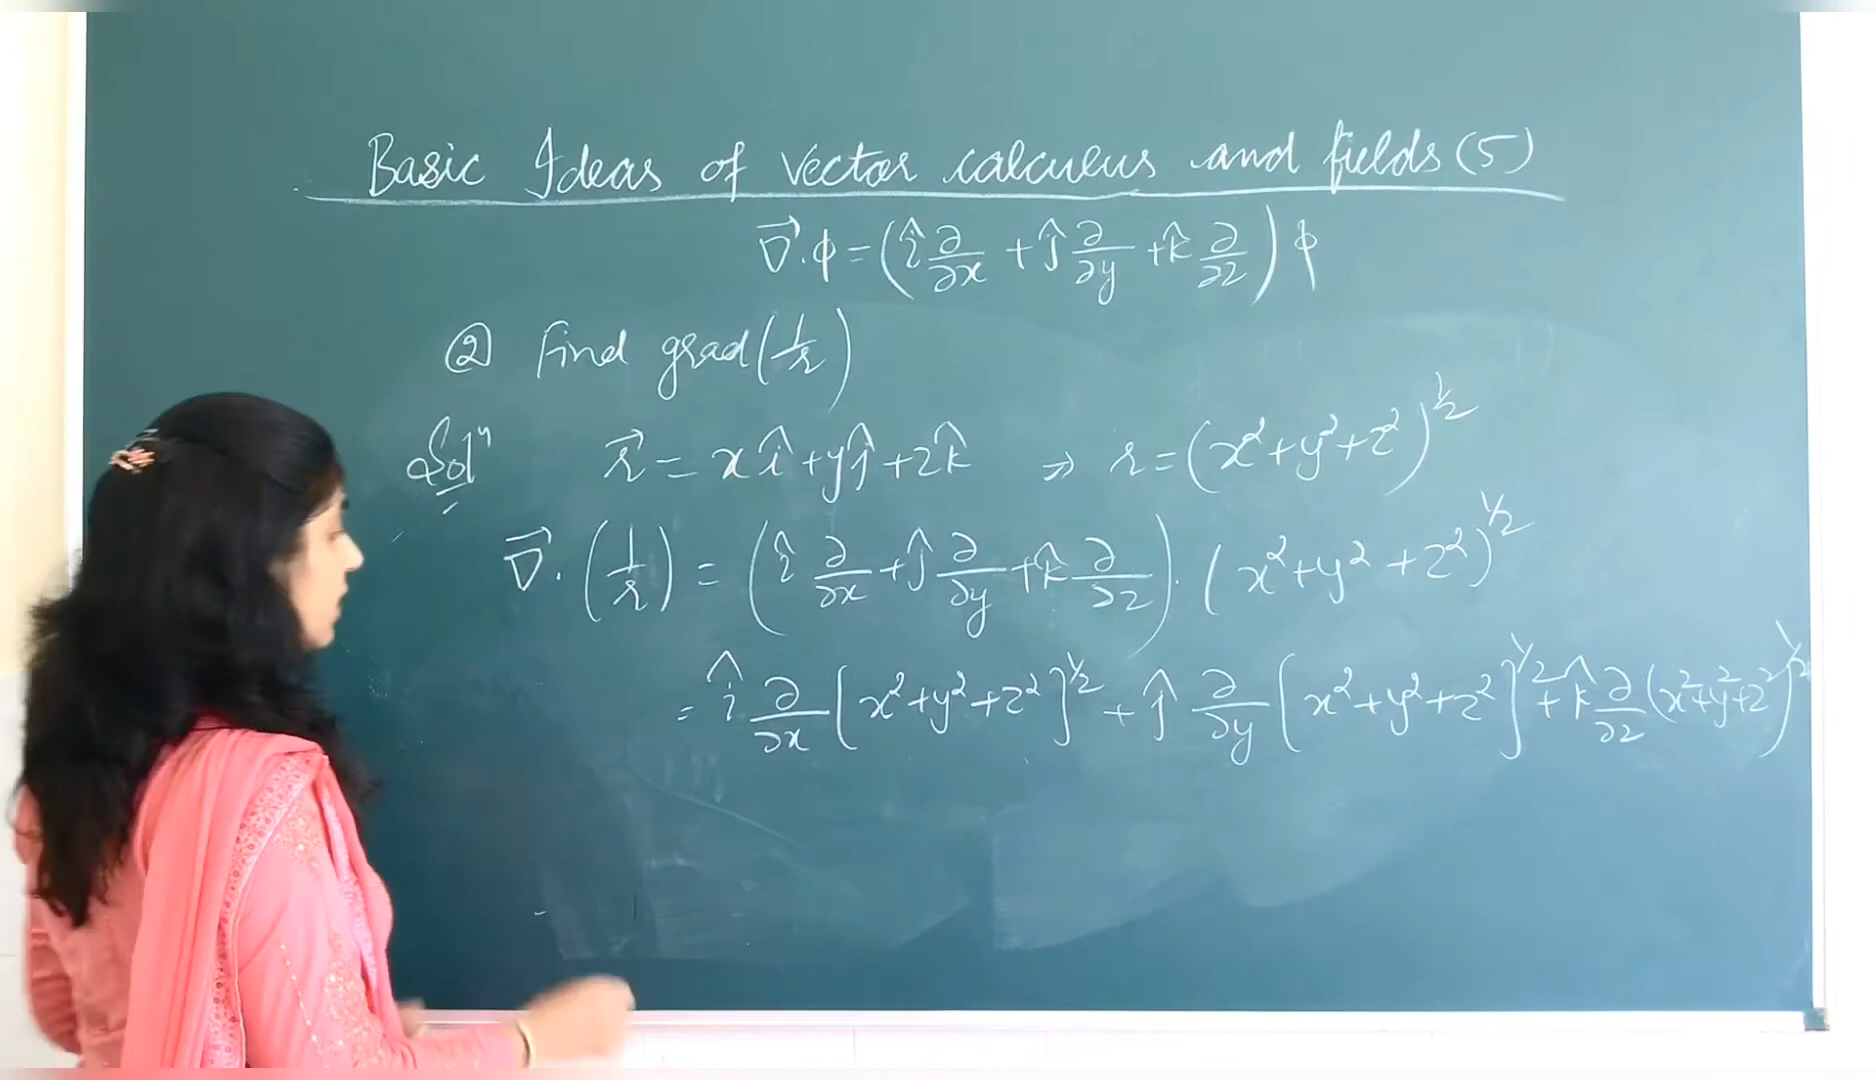 Basic Ideas of Vector calculus and fields (5)
∇⃗.φ = (î ∂/∂x + ĵ ∂/∂y + k̂ ∂/∂z) φ
② Find grad (1/r)
Solⁿ r⃗ = xî + yĵ + zk̂ ⇒ r = (x² + y² + z²)^1/2
∇⃗. (1/r) = (î ∂/∂x + ĵ ∂/∂y + k̂ ∂/∂z). (x² + y² + z²)^1/2
= î ∂/∂x [x² + y² + z²]^1/2 + ĵ ∂/∂y [x² + y² + z²]^1/2 + k̂ ∂/∂z (x² + y² + z²)^1/2